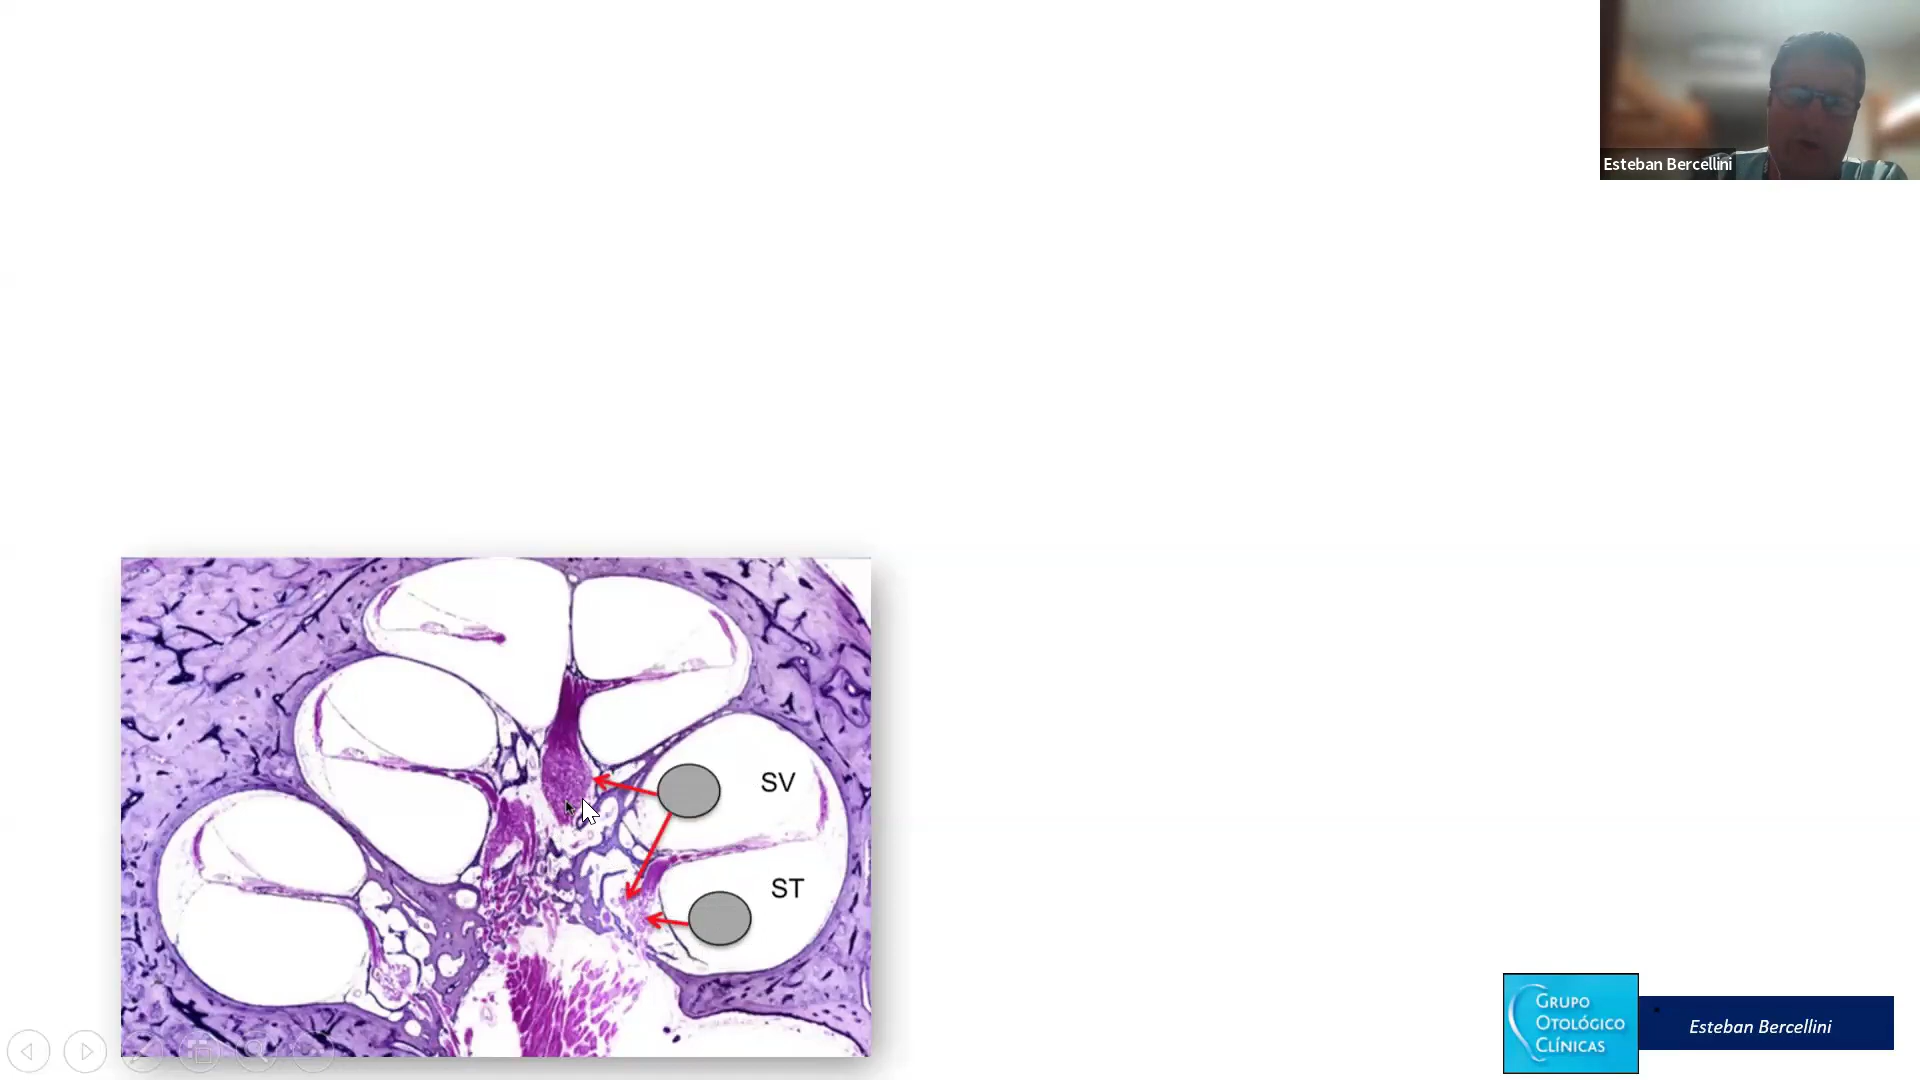 Esteban Bercellini
SV
ST
GRUPO
OTOLÓGICO
CLÍNICAS
Esteban Bercellini